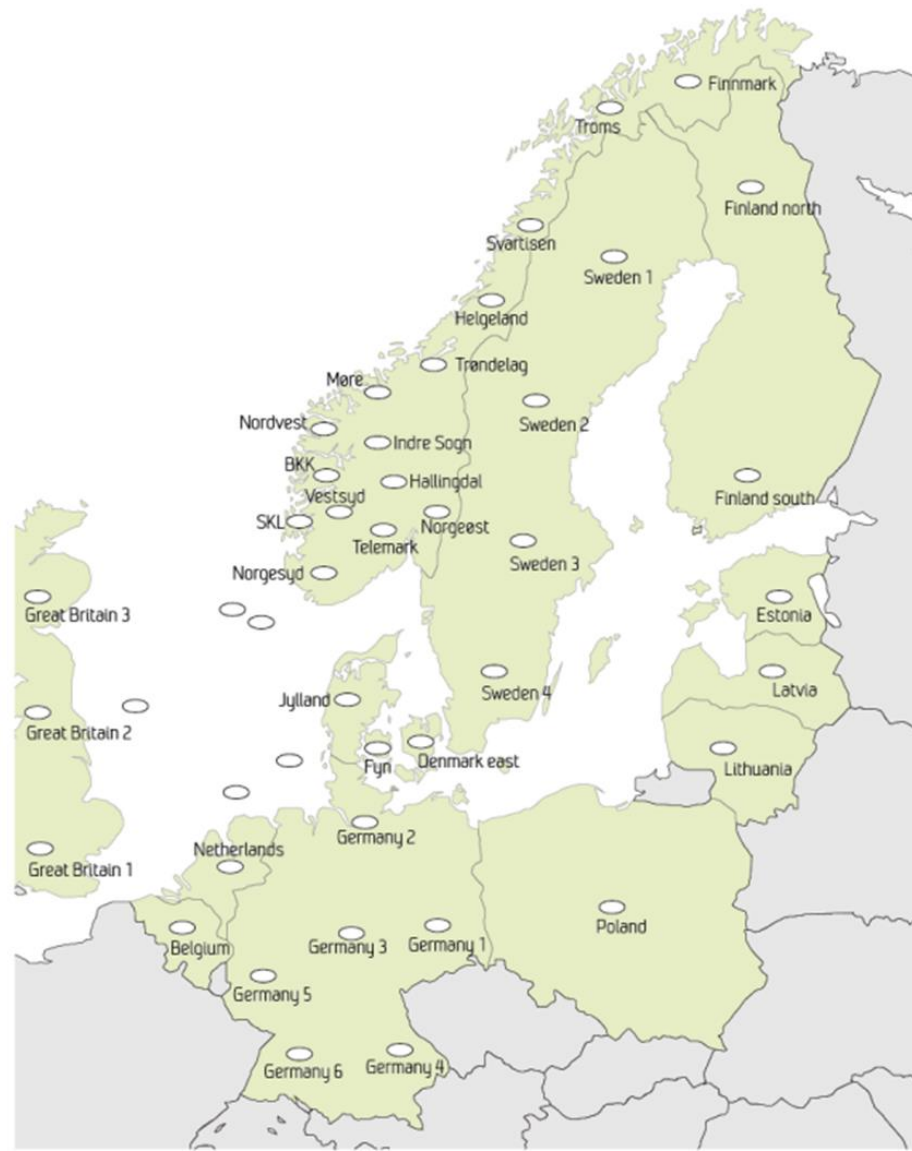 Finnmark
Troms
Finland north
Svartisen
Sweden 1
Helgeland
Trøndelag
Møre
Sweden 2
Nordvest
Indre Sogn
BKK
Hallingdal
Vestsyd
Finland south
SKL
Norgeøst
Telemark
Sweden 3
Norgesyd
Great Britain 3
Estonia
Sweden 4
Latvia
Jylland
Great Britain 2
Denmark east
Fyn
Lithuania
Germany 2
Netherlands
Great Britain 1
Poland
Germany 1
Germany 3
Belgium
Germany 5
Germany 4
Germany 6